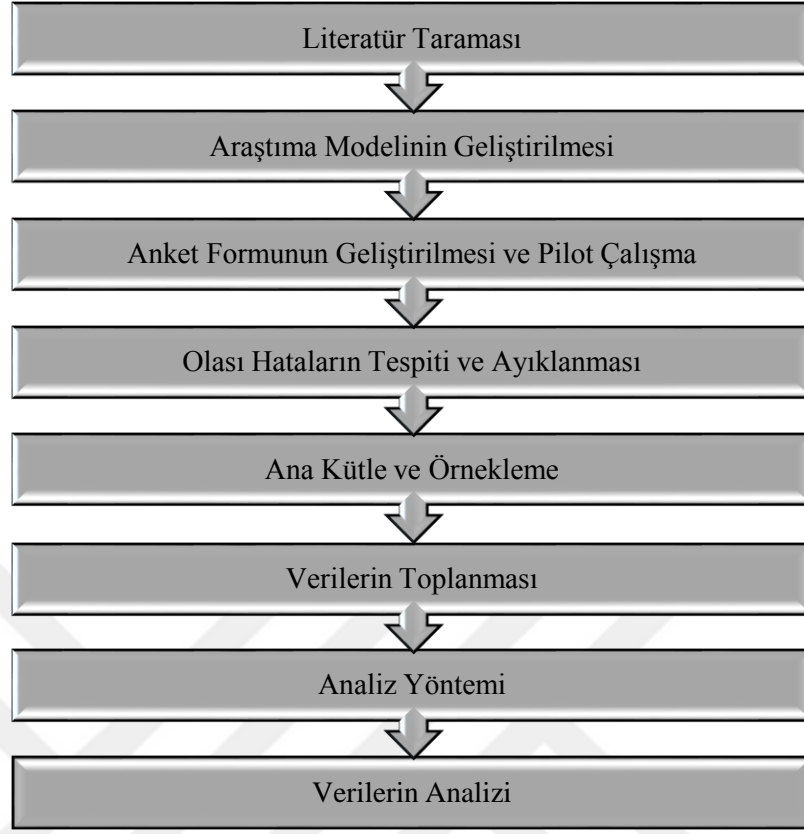 Literatür Taraması
Araştıma Modelinin Geliştirilmesi
Anket Formunun Geliştirilmesi ve Pilot Çalışma
Olası Hataların Tespiti ve Ayıklanması
Ana Kütle ve Örnekleme
Verilerin Toplanması
Analiz Yöntemi
Verilerin Analizi